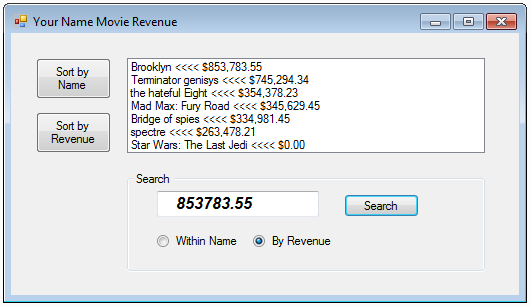 Your Name Movie Revenue
Sort by
Name
Sort by
Revenue
Brooklyn <<<< $853,783.55
Terminator genisys <<<< $745,294.34
the hateful Eight <<<< $354,378.23
Mad Max: Fury Road <<<< $345,629.45
Bridge of spies <<<< $334,981.45
spectre <<<< $263,478.21
Star Wars: The Last Jedi <<<< $0.00
Search
853783.55
Search
Within Name
By Revenue